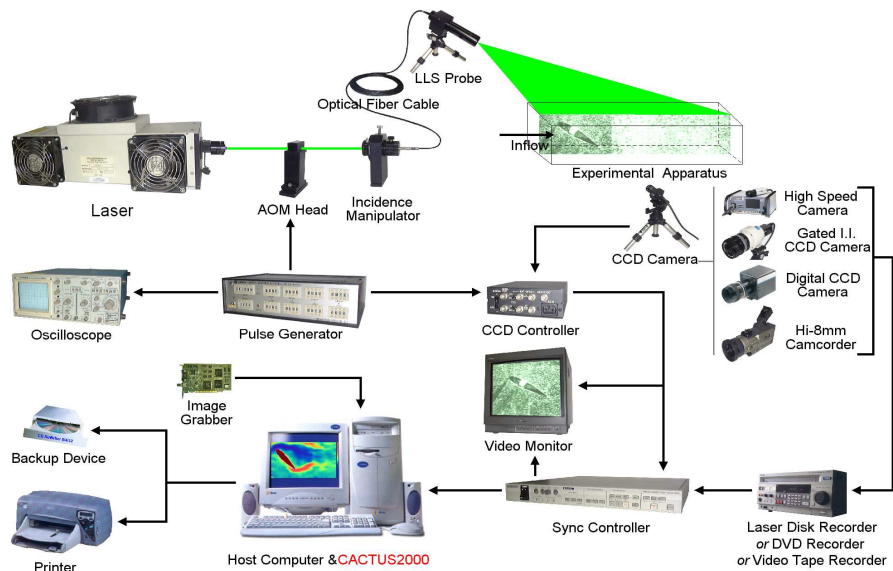 LLS Probe
Optical Fiber Cable
Inflow
Experimental Apparatus
Laser
AOM Head
Incidence
Manipulator
CCD Camera
High Speed
Camera
Gated I.I.
CCD Camera
Digital CCD
Camera
Hi-8mm
Camcorder
Oscilloscope
Pulse Generator
CCD Controller
Image
Grabber
Video Monitor
Backup Device
Printer
Host Computer &CACTUS2000
Sync Controller
Laser Disk Recorder
or DVD Recorder
or Video Tape Recorder